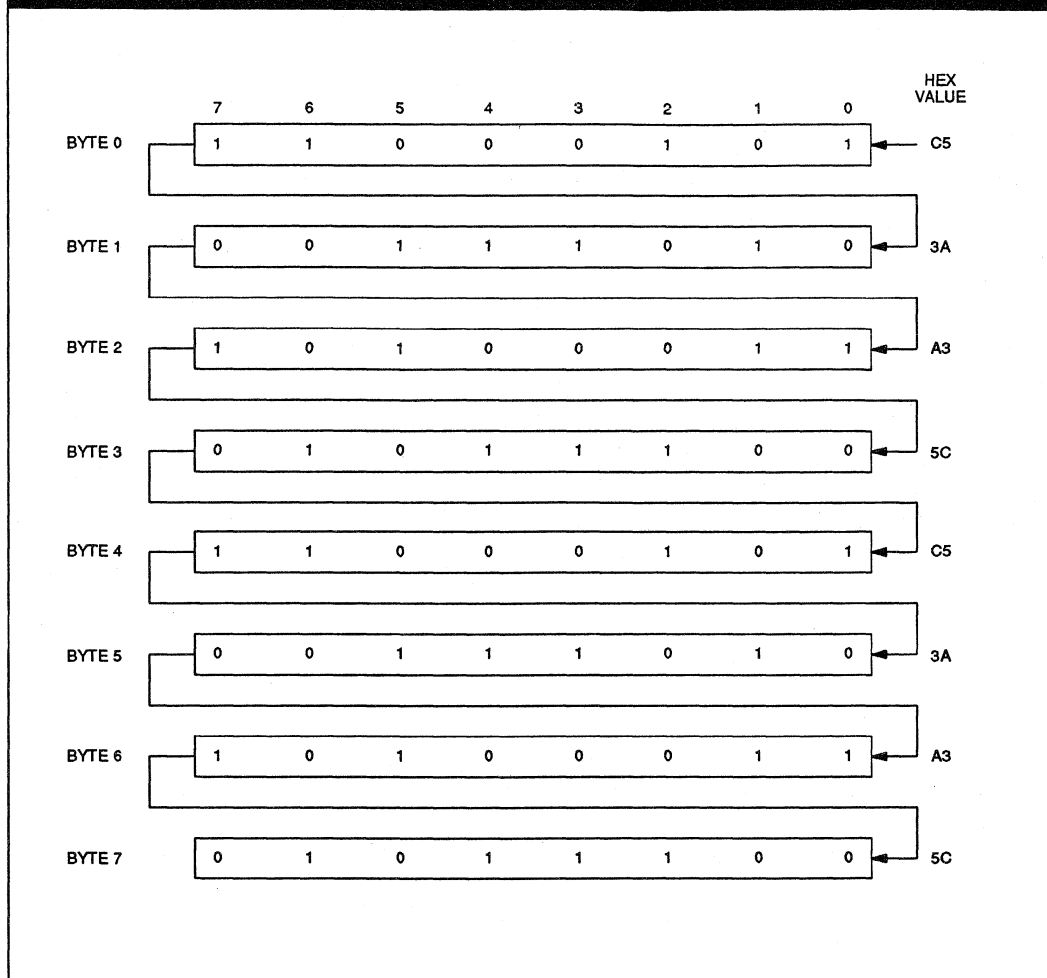 HEX
VALUE
7 6 5 4 3 2 1 0
BYTE 0 1 1 0 0 0 1 0 1 C5
BYTE 1 0 0 1 1 1 0 1 0 3A
BYTE 2 1 0 1 0 0 0 1 1 A3
BYTE 3 0 1 0 1 1 1 0 0 5C
BYTE 4 1 1 0 0 0 1 0 1 C5
BYTE 5 0 0 1 1 1 0 1 0 3A
BYTE 6 1 0 1 0 0 0 1 1 A3
BYTE 7 0 1 0 1 1 1 0 0 5C